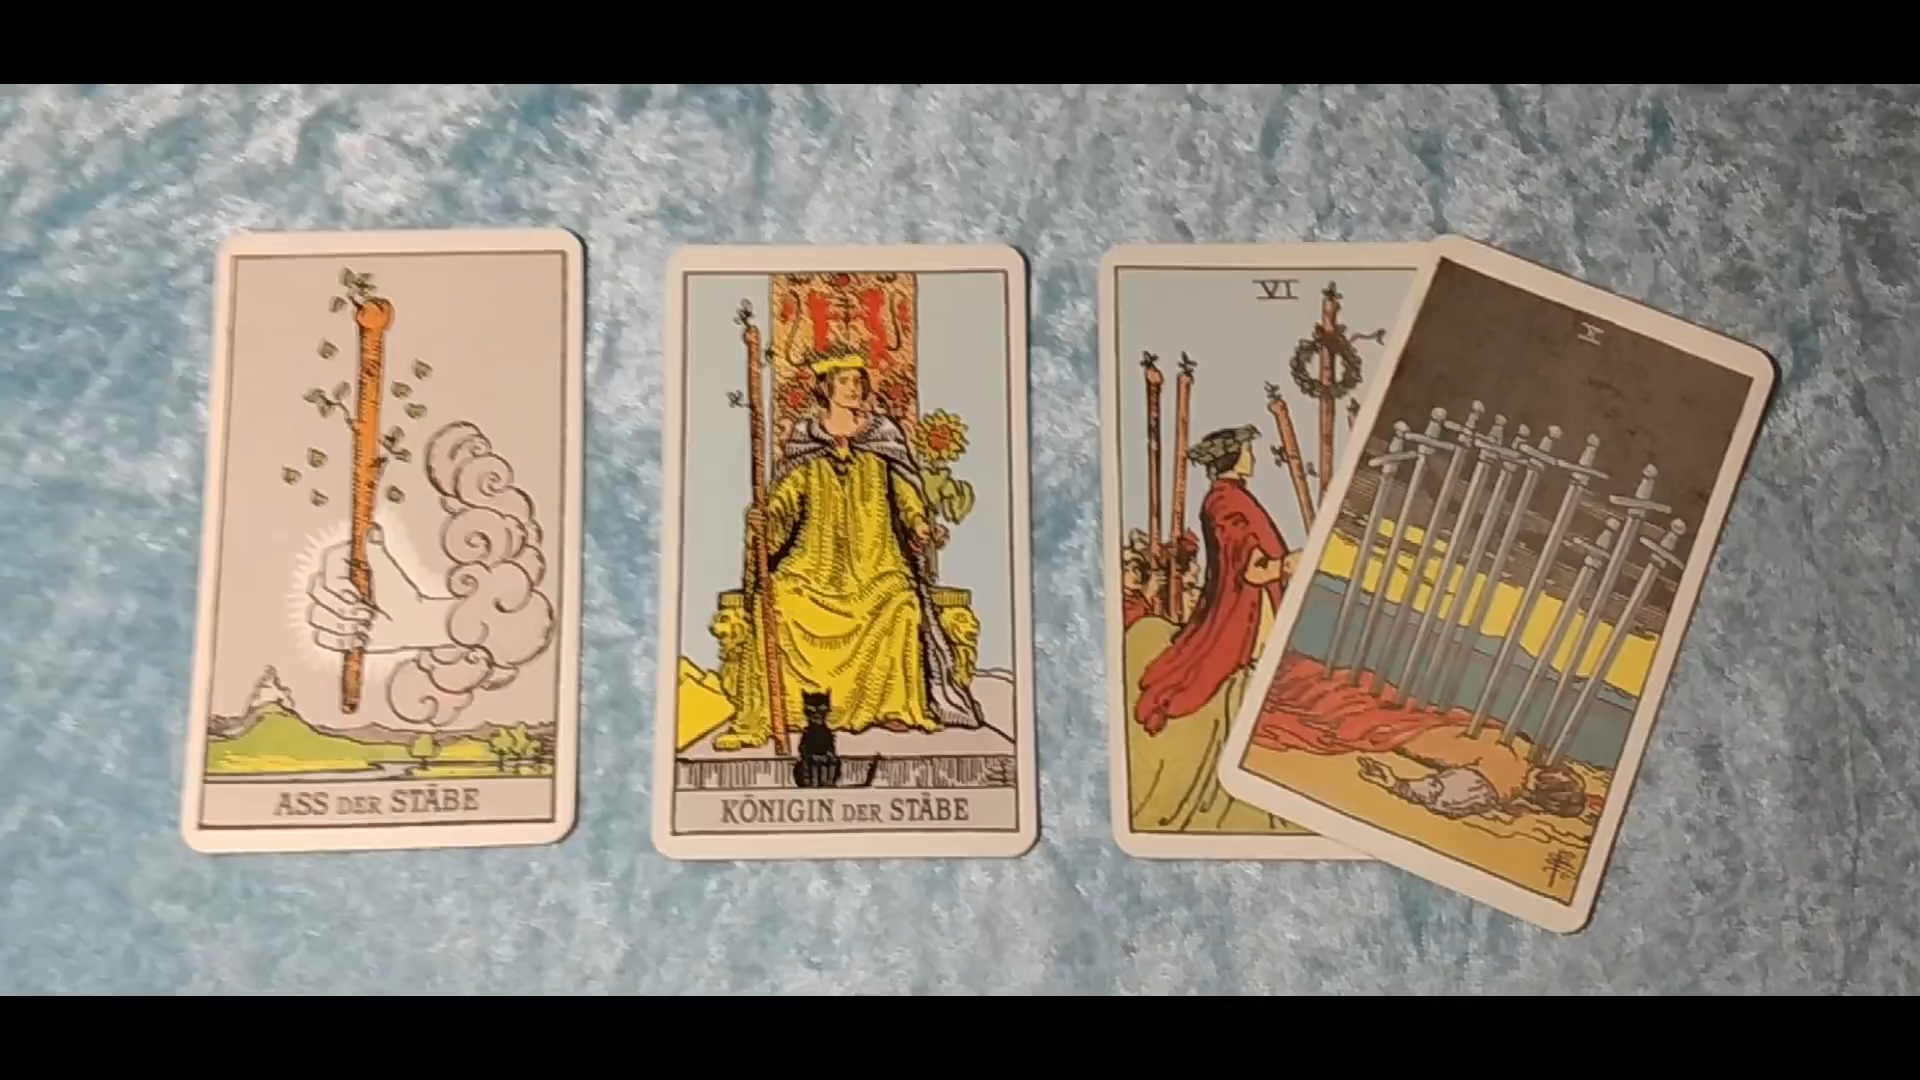 ASS DER STÄBE
KÖNIGIN DER STÄBE
VI
X